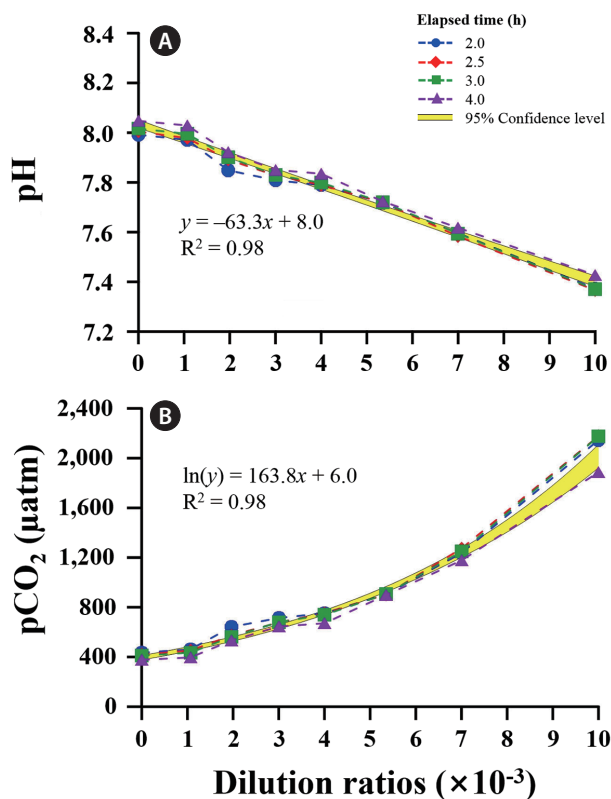 Elapsed time (h)
2.0
2.5
3.0
4.0
95% Confidence level
A
8.4
8.2
8.0
7.8
7.6
7.4
7.2
pH
y = –63.3x + 8.0
R² = 0.98
0 1 2 3 4 5 6 7 8 9 10
B
2,400
2,000
1,600
1,200
800
400
0
pCO₂ (µatm)
ln(y) = 163.8x + 6.0
R² = 0.98
0 1 2 3 4 5 6 7 8 9 10
Dilution ratios (×10⁻³)